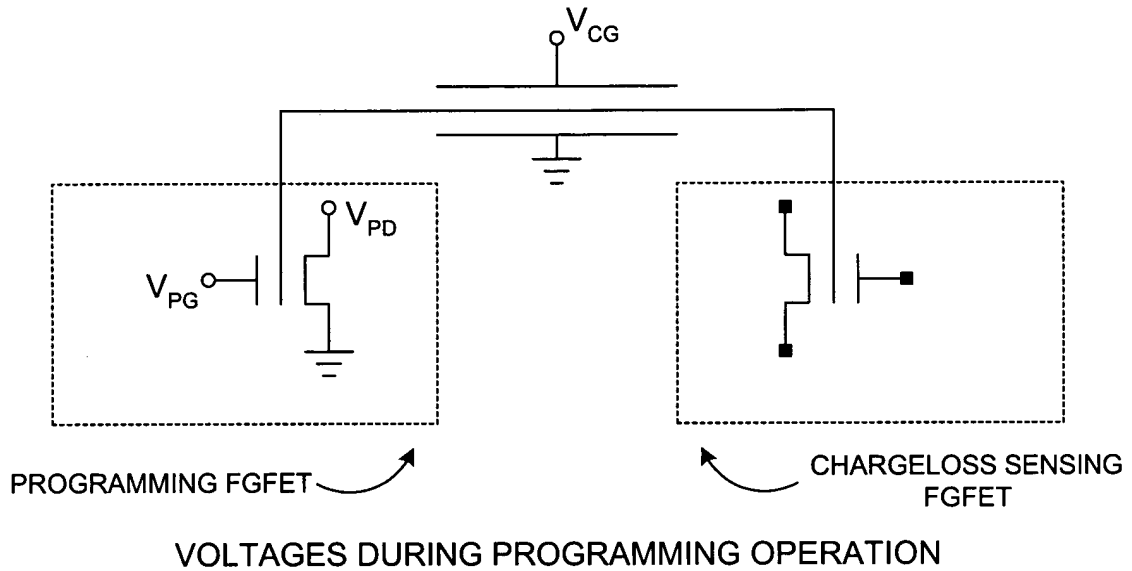 V_CG
V_PD
V_PG
PROGRAMMING FGFET
CHARGELOSS SENSING
FGFET
VOLTAGES DURING PROGRAMMING OPERATION